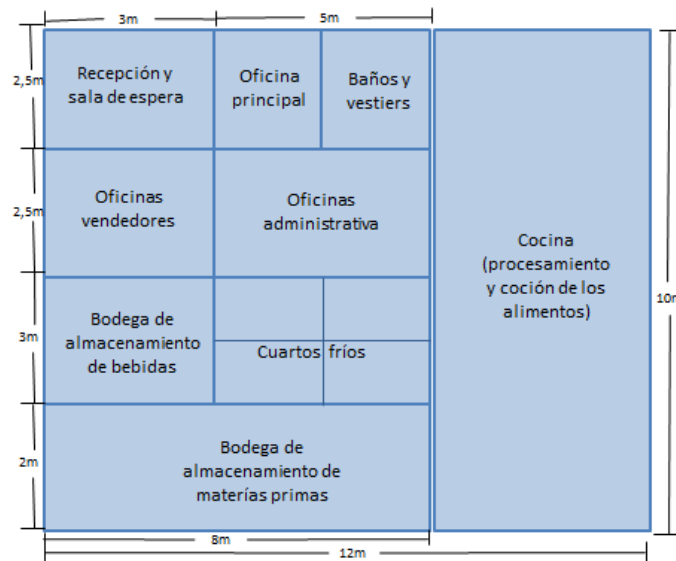 3m
5m
2,5m
Recepción y
sala de espera
Oficina
principal
Baños y
vestiers
2,5m
Oficinas
vendedores
Oficinas
administrativa
Cocina
(procesamiento
y coción de los
alimentos)
10m
3m
Bodega de
almacenamiento
de bebidas
Cuartos fríos
2m
Bodega de
almacenamiento de
materías primas
8m
12m